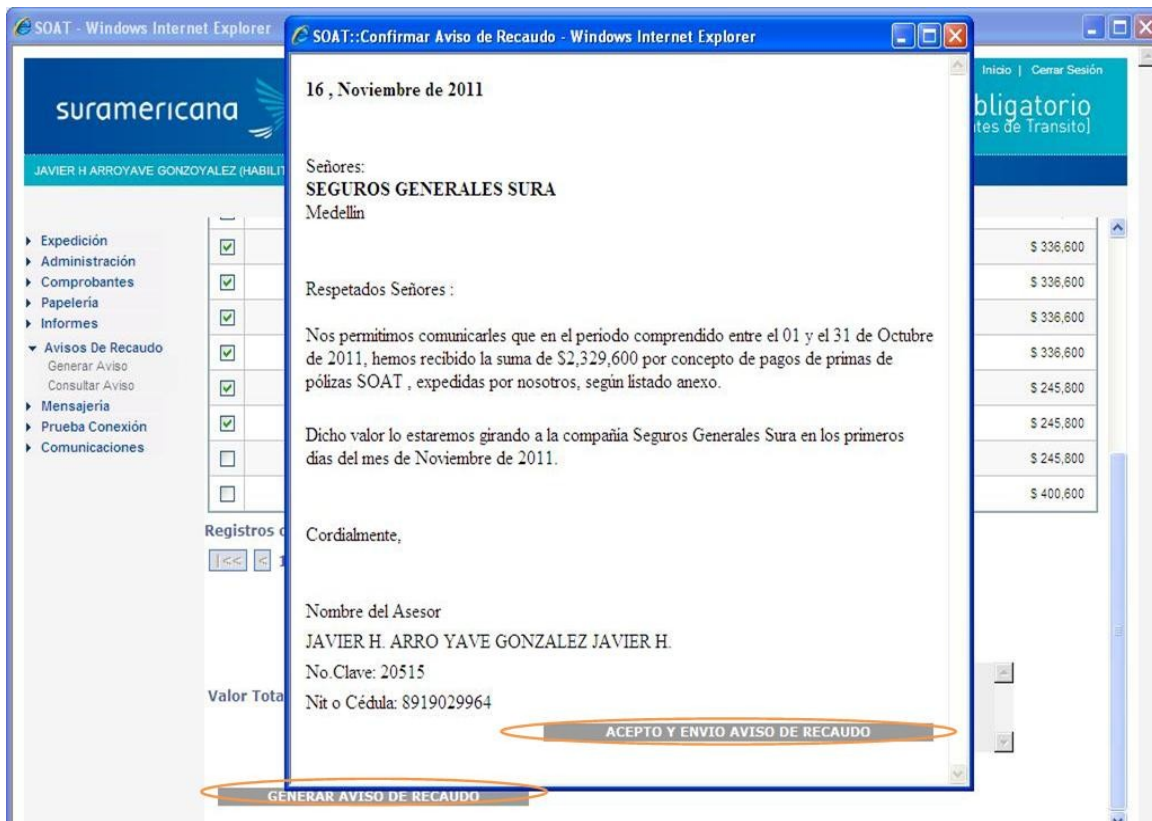 SOAT - Windows Internet Explorer
SOAT::Confirmar Aviso de Recaudo - Windows Internet Explorer
Inicio | Cerrar Sesión
suramericana
bligatorio
tes de Transito]
JAVIER H ARROYAVE GONZOYALEZ (HABILIT
Expedición
Administración
Comprobantes
Papelería
Informes
Avisos De Recaudo
Generar Aviso
Consultar Aviso
Mensajería
Prueba Conexión
Comunicaciones
16 , Noviembre de 2011
Señores:
SEGUROS GENERALES SURA
Medellin
Respetados Señores :
Nos permitimos comunicarles que en el periodo comprendido entre el 01 y el 31 de Octubre
de 2011, hemos recibido la suma de $2,329,600 por concepto de pagos de primas de
pólizas SOAT , expedidas por nosotros, según listado anexo.
Dicho valor lo estaremos girando a la compañía Seguros Generales Sura en los primeros
dias del mes de Noviembre de 2011.
Cordialmente,
Nombre del Asesor
JAVIER H. ARRO YAVE GONZALEZ JAVIER H.
No.Clave: 20515
Nit o Cédula: 8919029964
ACEPTO Y ENVIO AVISO DE RECAUDO
$ 336,600
$ 336,600
$ 336,600
$ 336,600
$ 245,800
$ 245,800
$ 245,800
$ 400,600
Registros d
|<< < 1
Valor Tota
GENERAR AVISO DE RECAUDO